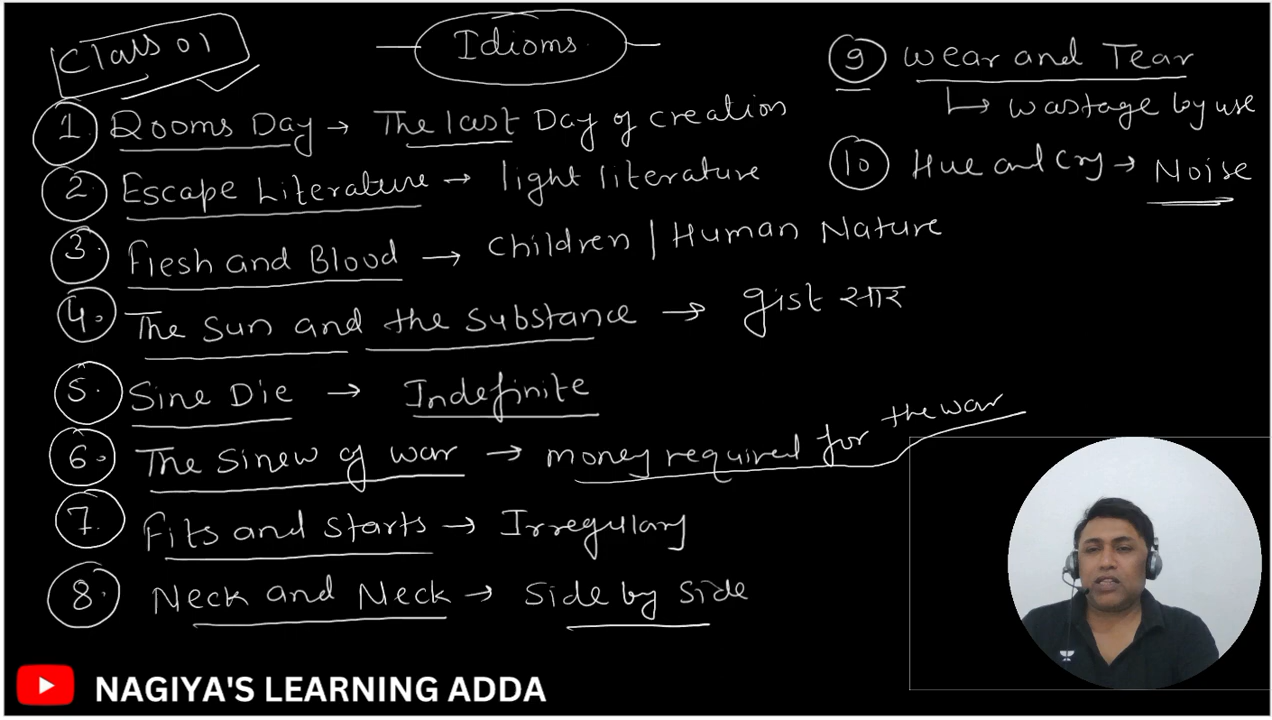 Class 01
Idioms
1. Rooms Day → The last Day of creation
2. Escape Literature → light literature
3. Flesh and Blood → Children | Human Nature
4. The Sun and the Substance → gist सार
5. Sine Die → Indefinite
6. The Sinew of war → money required for the war
7. Fits and Starts → Irregulary
8. Neck and Neck → Side by Side
9 Wear and Tear
↳ wastage by use
10 Hue and Cry → Noise
NAGIYA'S LEARNING ADDA